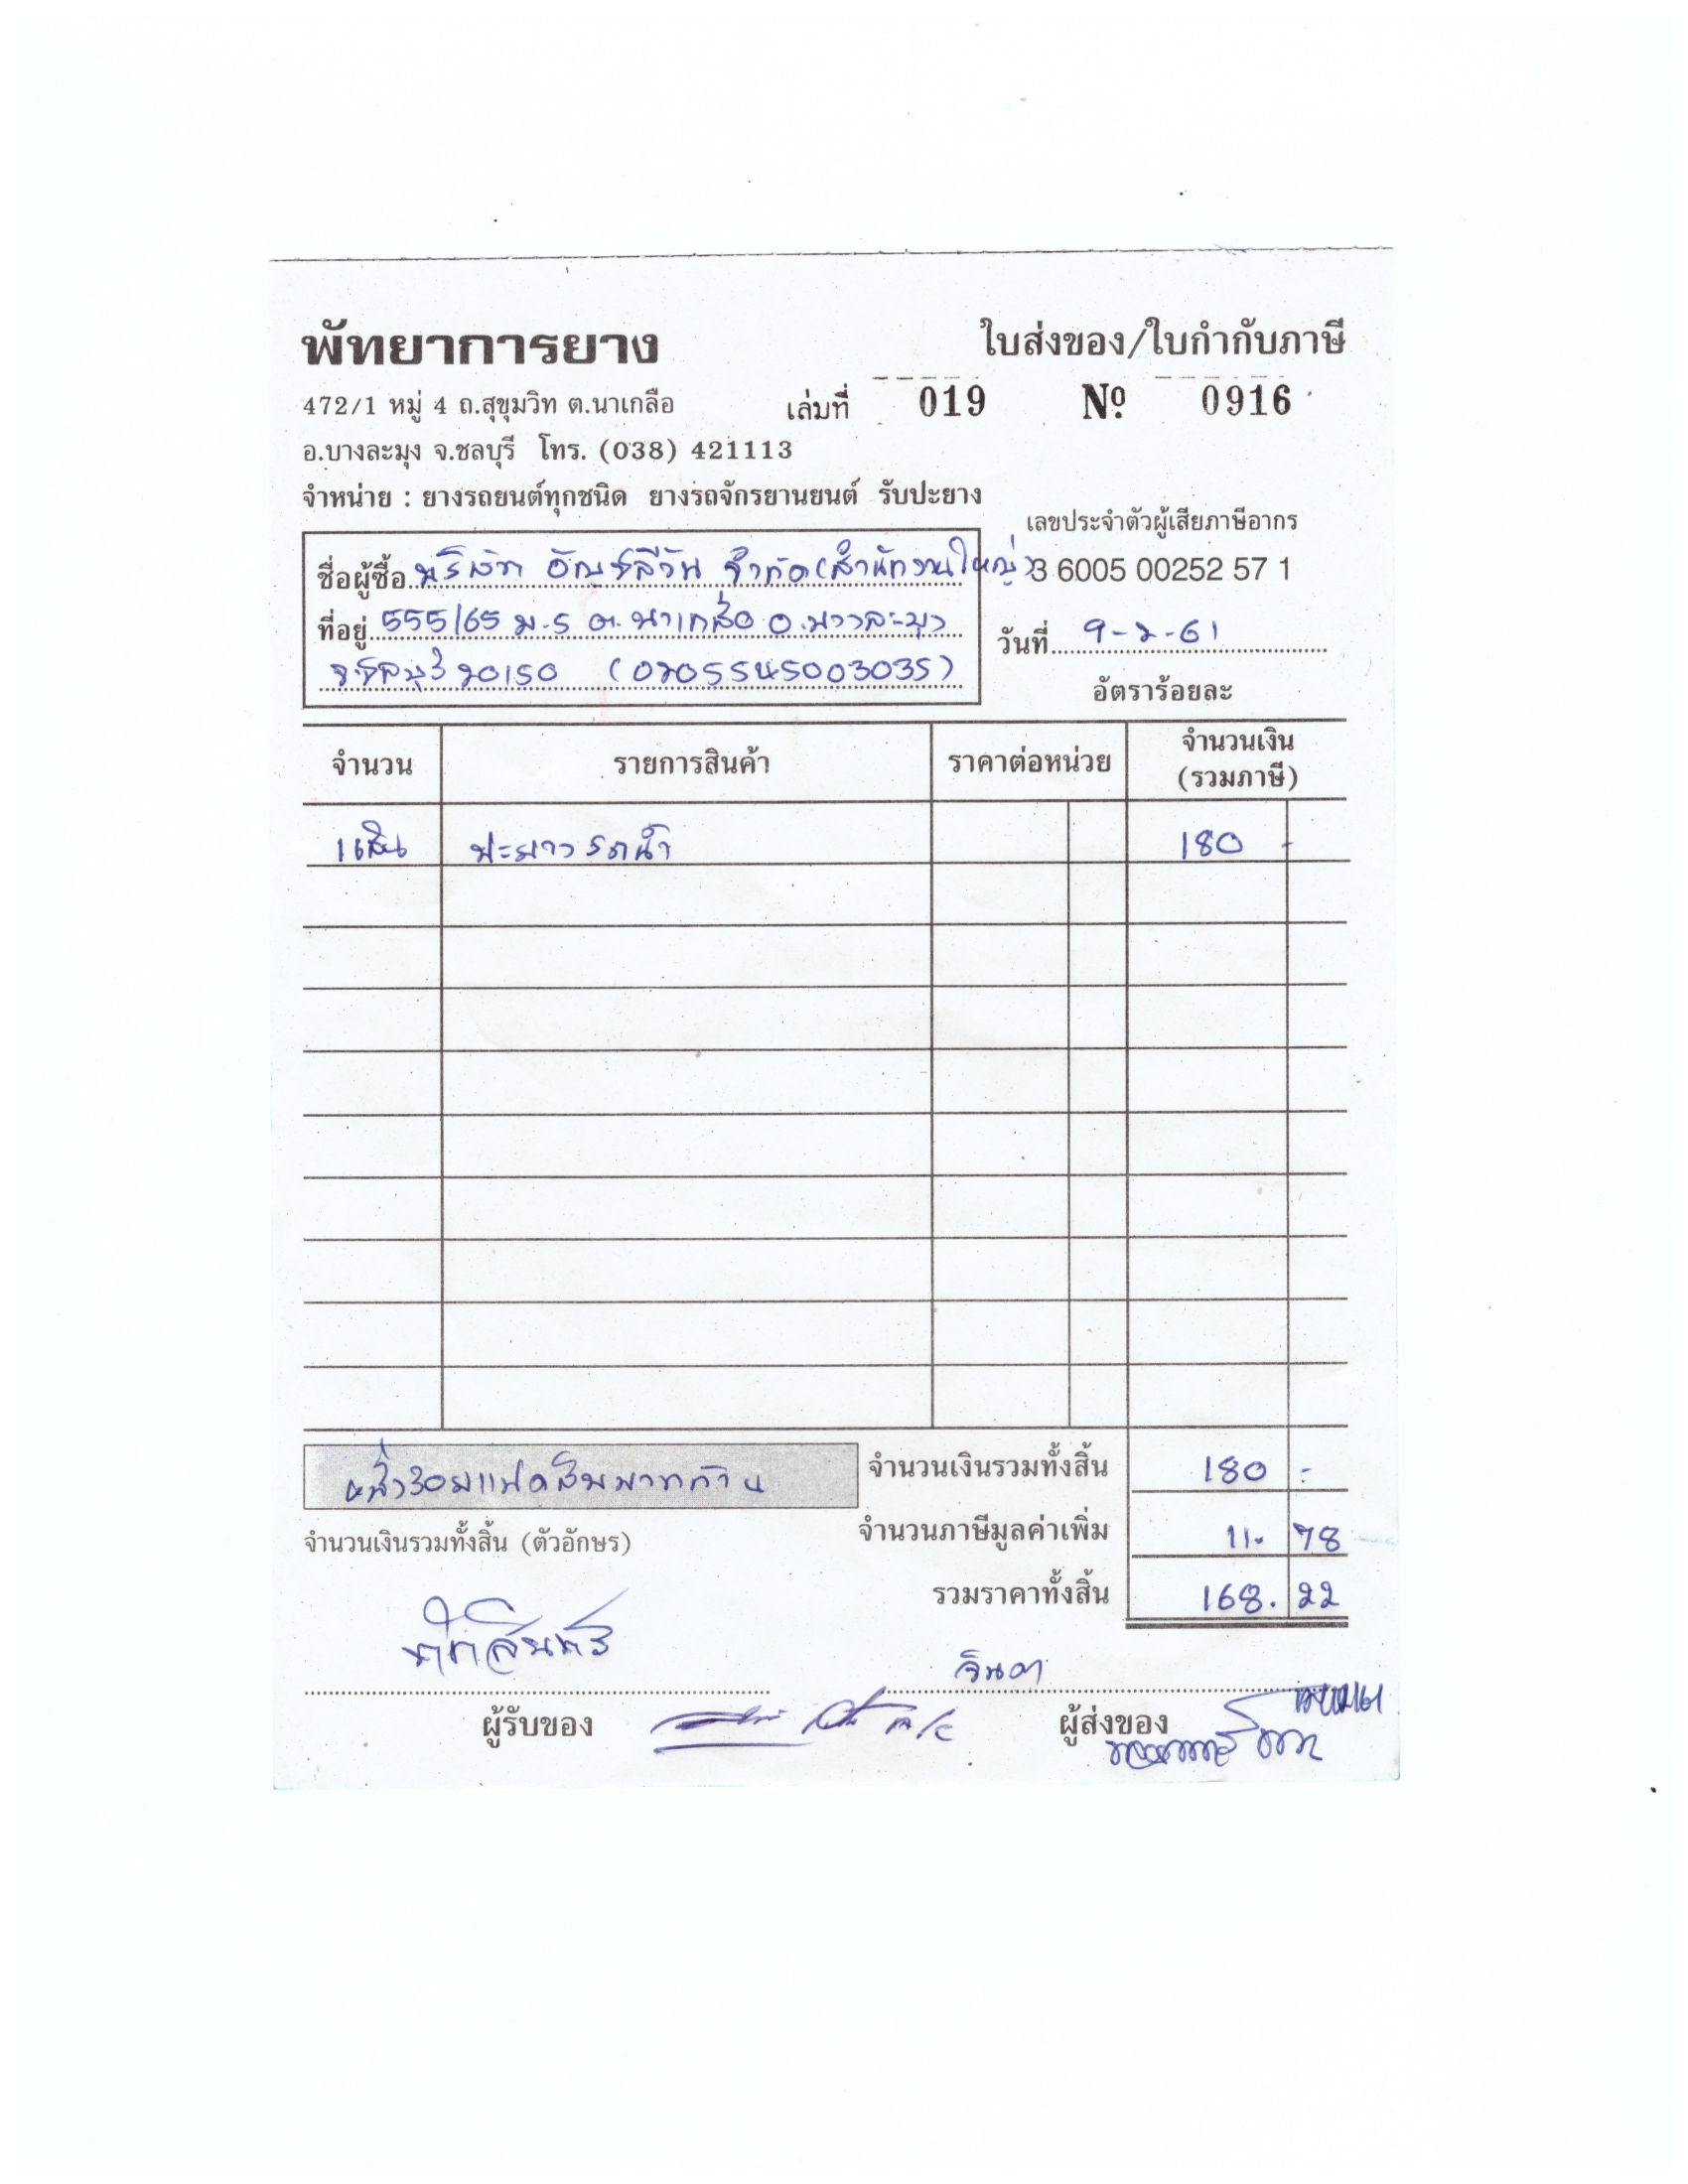 พัทยาการยาง
ใบส่งของ/ใบกำกับภาษี
472/1 หมู่ 4 ถ.สุขุมวิท ต.นาเกลือ
เล่มที่ 019 Nº 0916
อ.บางละมุง จ.ชลบุรี โทร. (038) 421113
จำหน่าย : ยางรถยนต์ทุกชนิด ยางรถจักรยานยนต์ รับปะยาง
เลขประจำตัวผู้เสียภาษีอากร
3 6005 00252 57 1
ชื่อผู้ซื้อ บริษัท จำกัด (สำนักงานใหญ่)
ที่อยู่ 555/65 ม.5 ต.นาเกลือ อ.บางละมุง
จ.ชลบุรี 20150 (0205545003035)
วันที่ 9-2-61
อัตราร้อยละ
จำนวน รายการสินค้า ราคาต่อหน่วย จำนวนเงิน (รวมภาษี)
1 เส้น ปะยาง รถน้ำ 180 -
หนึ่งร้อยแปดสิบบาทถ้วน
จำนวนเงินรวมทั้งสิ้น 180 -
จำนวนเงินรวมทั้งสิ้น (ตัวอักษร)
จำนวนภาษีมูลค่าเพิ่ม 11. 78
รวมราคาทั้งสิ้น 168. 22
จินดา
ผู้รับของ
ผู้ส่งของ